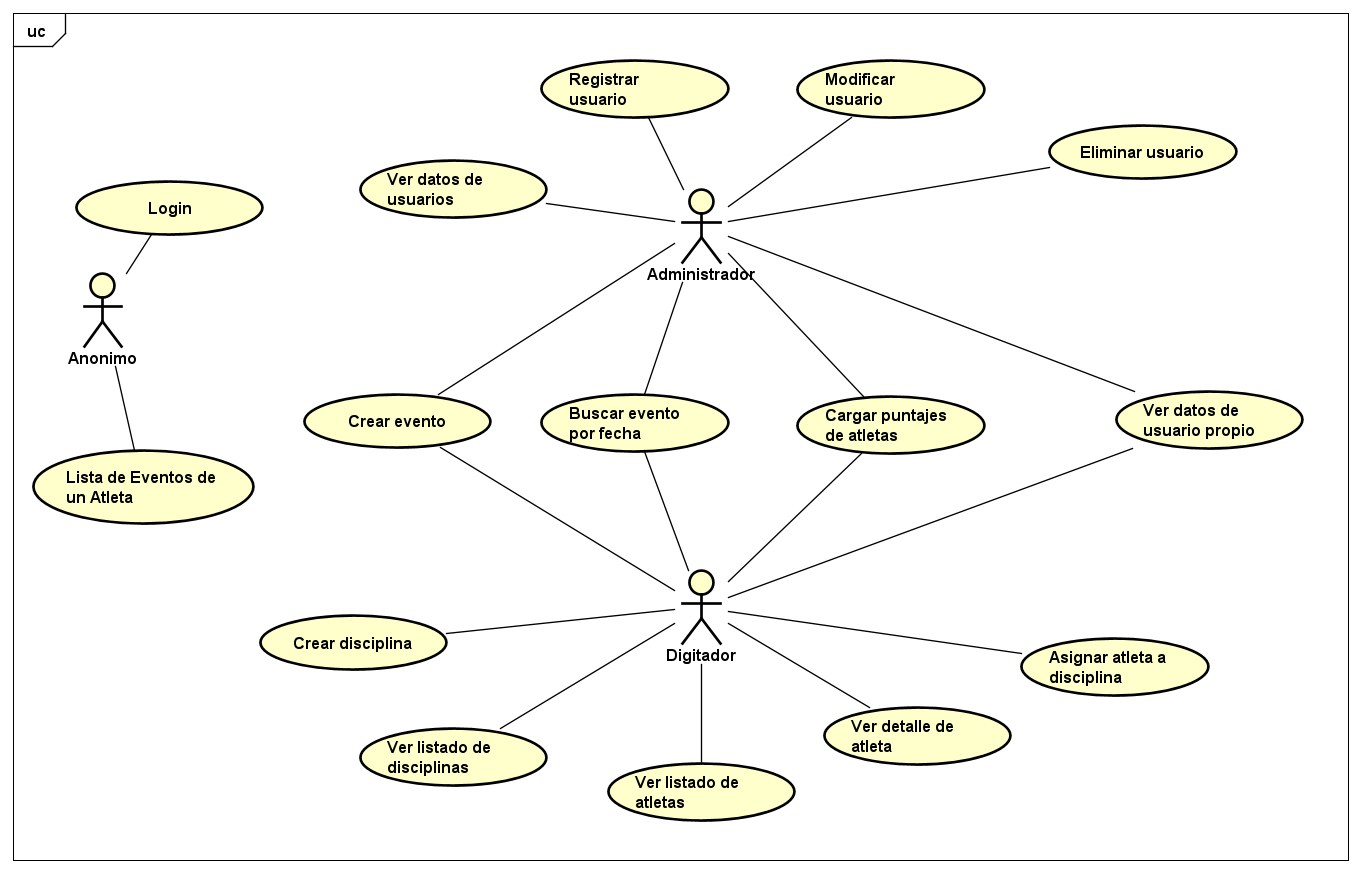 uc
Registrar
usuario
Modificar
usuario
Eliminar usuario
Ver datos de
usuarios
Login
Administrador
Anonimo
Crear evento
Buscar evento
por fecha
Cargar puntajes
de atletas
Ver datos de
usuario propio
Lista de Eventos de
un Atleta
Digitador
Crear disciplina
Asignar atleta a
disciplina
Ver detalle de
atleta
Ver listado de
disciplinas
Ver listado de
atletas